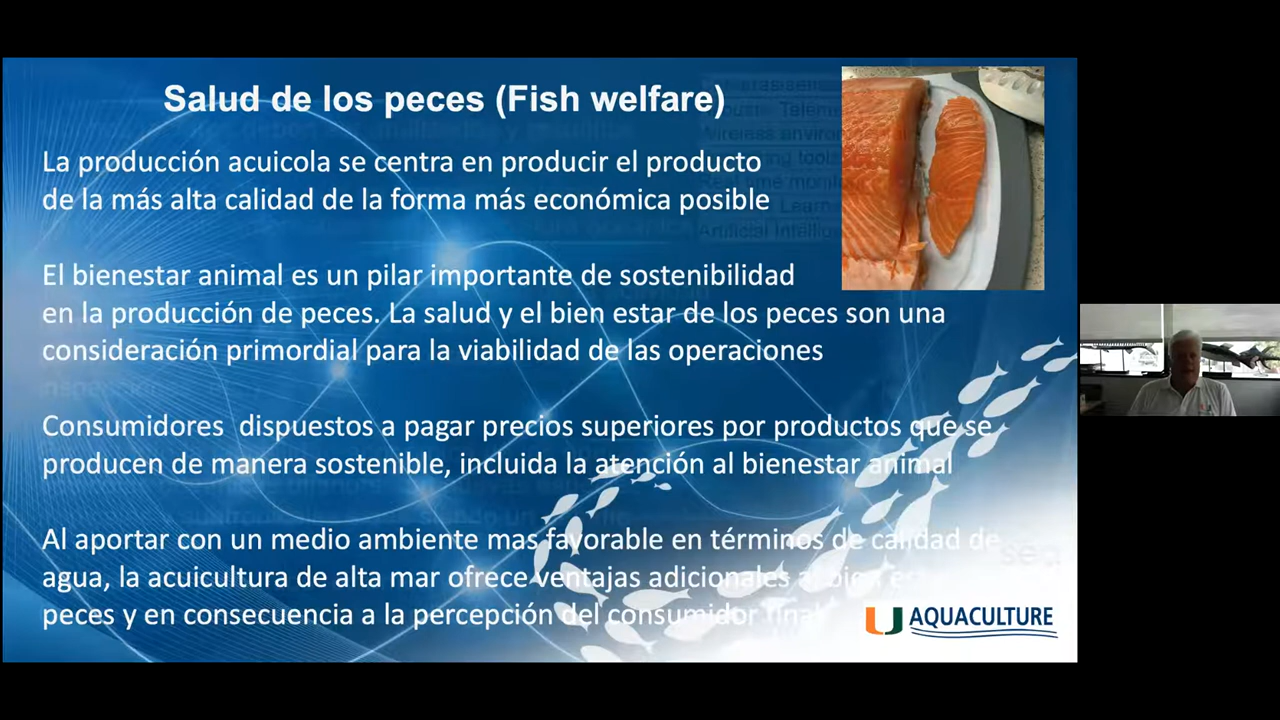 Salud de los peces (Fish welfare)
La producción acuicola se centra en producir el producto
de la más alta calidad de la forma más económica posible
El bienestar animal es un pilar importante de sostenibilidad
en la producción de peces. La salud y el bien estar de los peces son una
consideración primordial para la viabilidad de las operaciones
Consumidores dispuestos a pagar precios superiores por productos que se
producen de manera sostenible, incluida la atención al bienestar animal
Al aportar con un medio ambiente mas favorable en términos de calidad de
agua, la acuicultura de alta mar ofrece ventajas adicionales al bien
peces y en consecuencia a la percepción del consumidor final
U AQUACULTURE